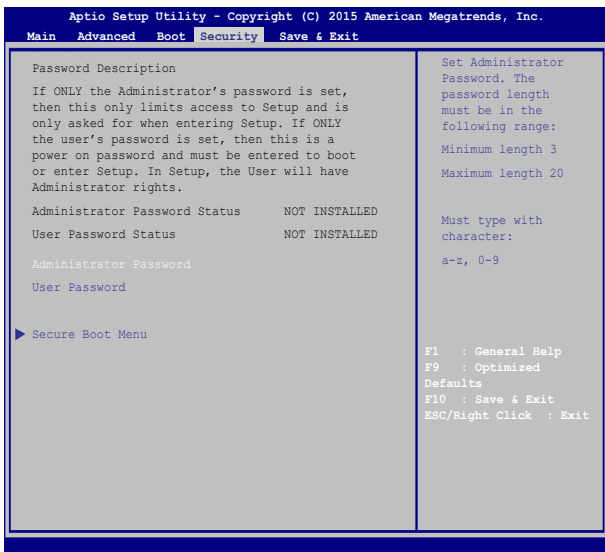 Aptio Setup Utility - Copyright (C) 2015 American Megatrends, Inc.
Main Advanced Boot Security Save & Exit
Password Description
If ONLY the Administrator's password is set,
then this only limits access to Setup and is
only asked for when entering Setup. If ONLY
the user's password is set, then this is a
power on password and must be entered to boot
or enter Setup. In Setup, the User will have
Administrator rights.
Administrator Password Status NOT INSTALLED
User Password Status NOT INSTALLED
Administrator Password
User Password
Secure Boot Menu
Set Administrator
Password. The
password length
must be in the
following range:
Minimum length 3
Maximum length 20
Must type with
character:
a-z, 0-9
F1 : General Help
F9 : Optimized
Defaults
F10 : Save & Exit
ESC/Right Click : Exit